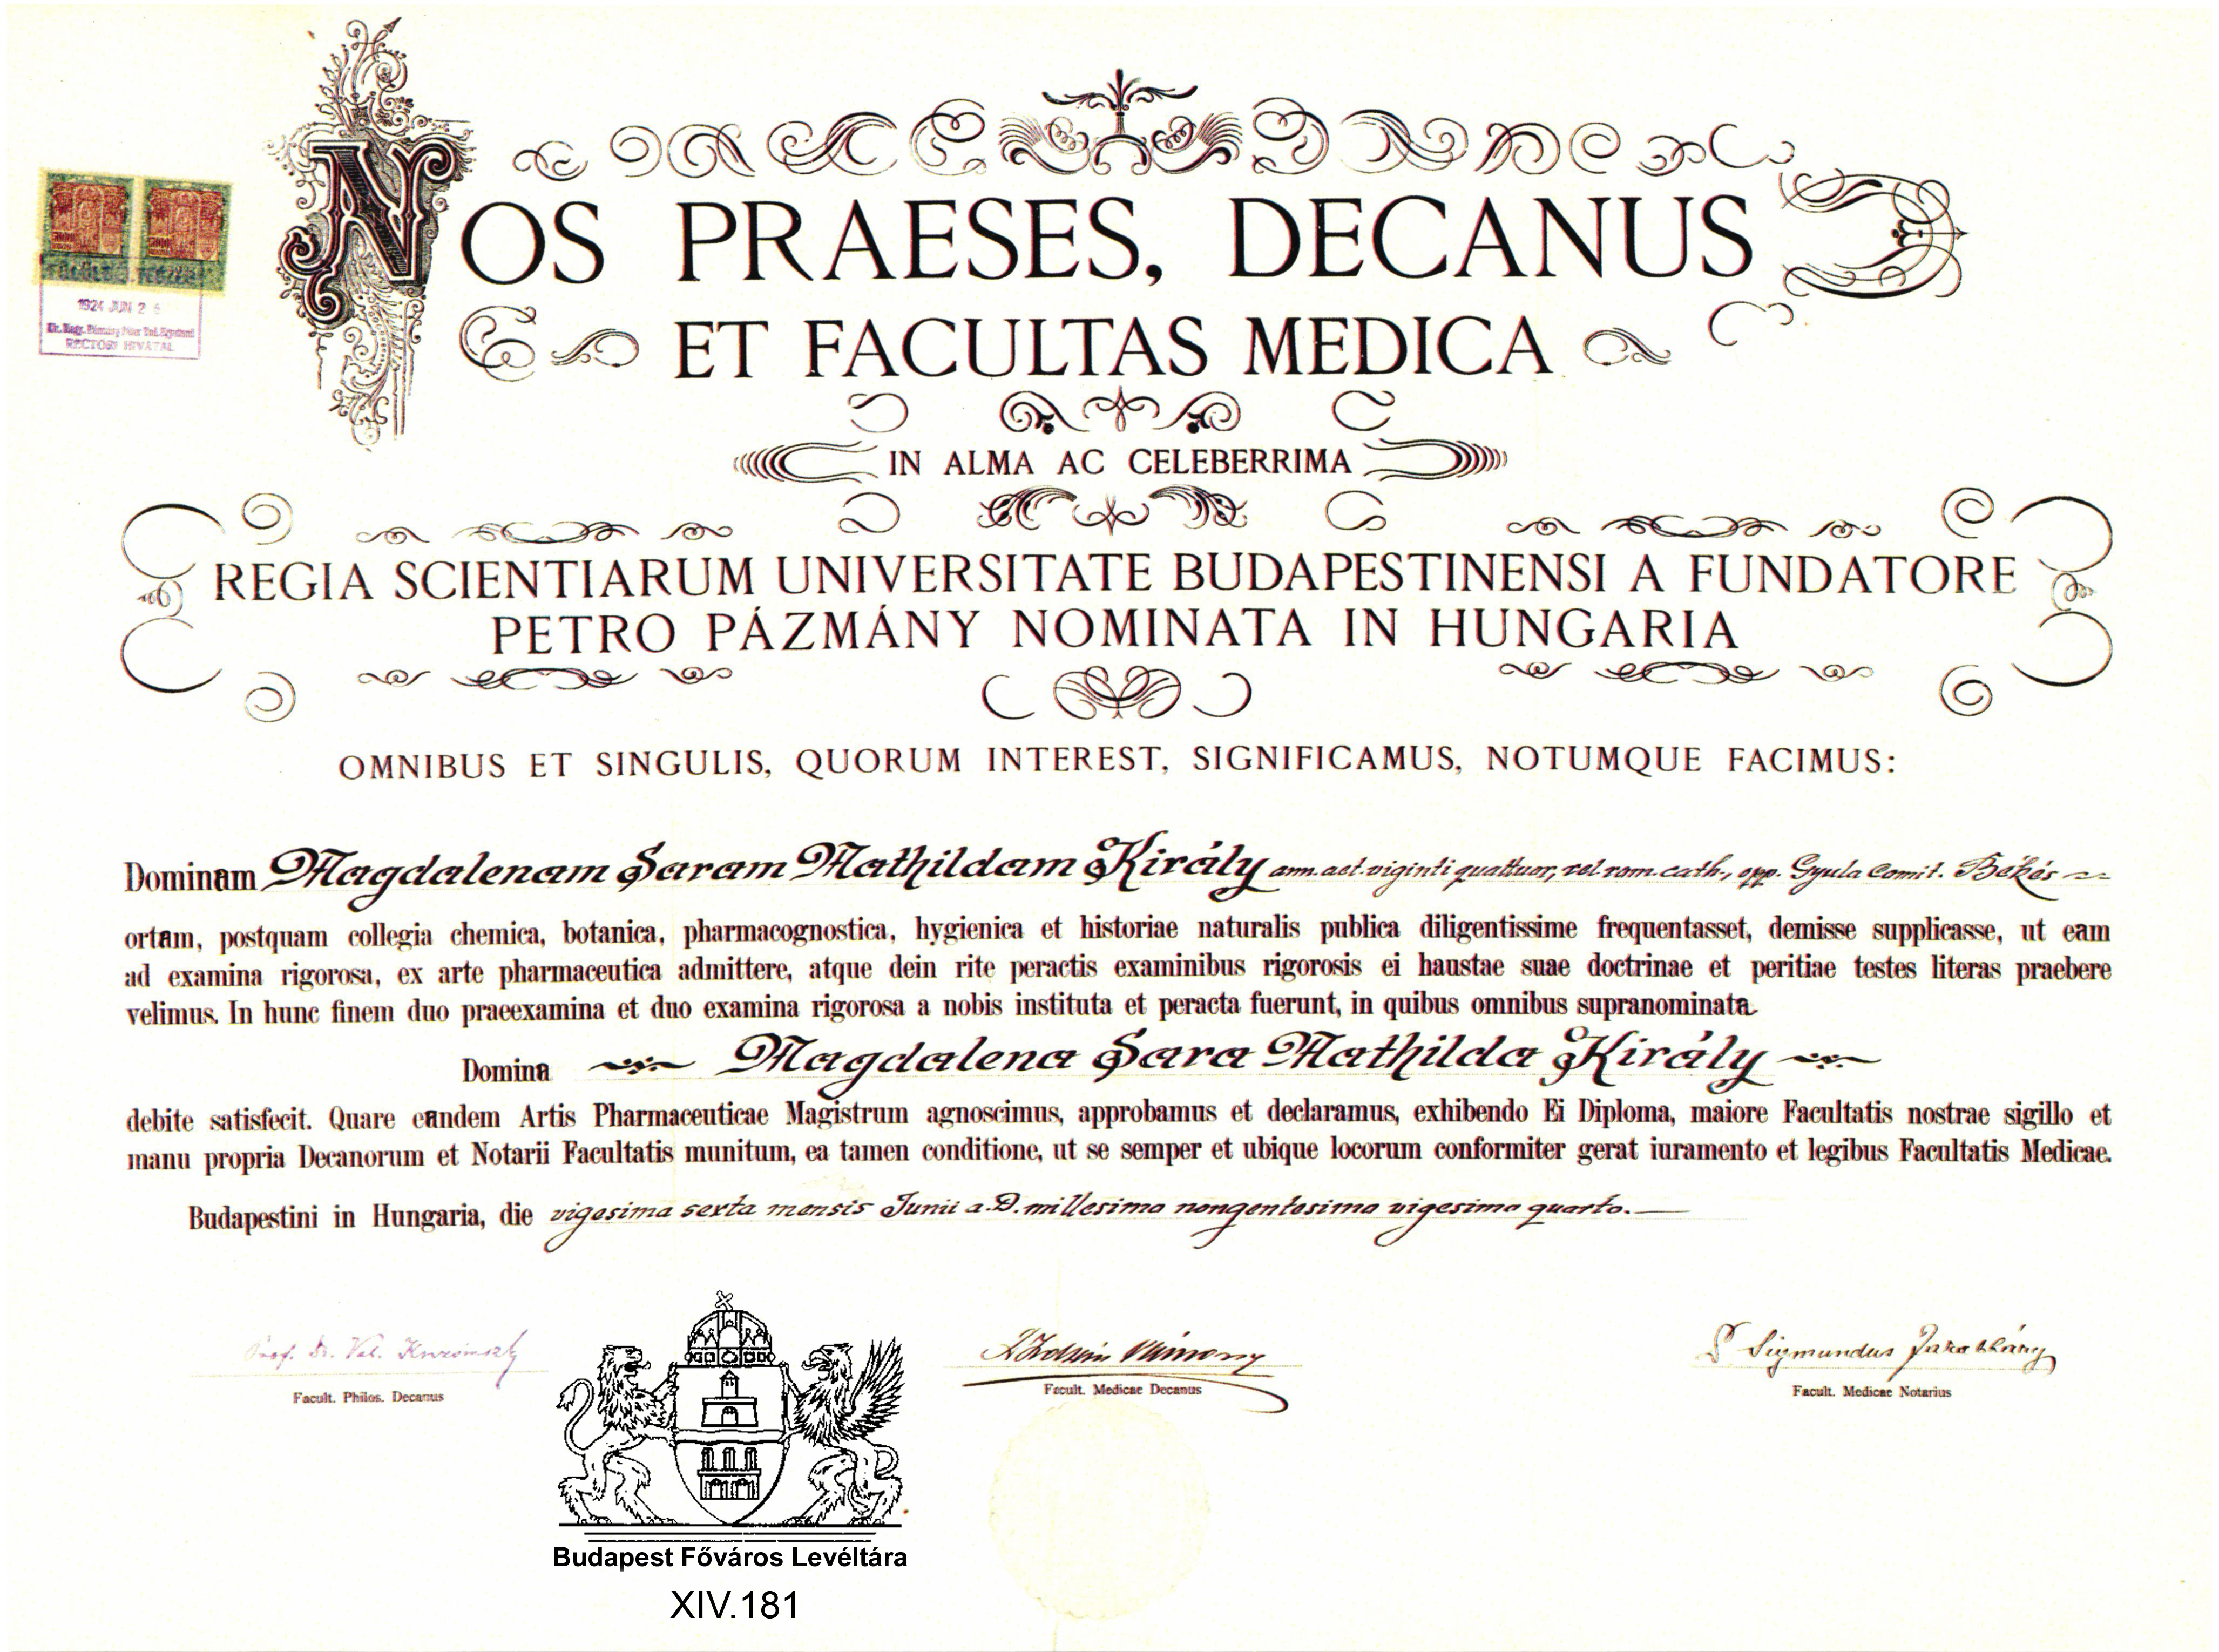 NOS PRAESES, DECANUS
ET FACULTAS MEDICA
IN ALMA AC CELEBERRIMA
REGIA SCIENTIARUM UNIVERSITATE BUDAPESTINENSI A FUNDATORE
PETRO PÁZMÁNY NOMINATA IN HUNGARIA
OMNIBUS ET SINGULIS, QUORUM INTEREST, SIGNIFICAMUS, NOTUMQUE FACIMUS:
1924 JUN 2
RECTORI HIVATAL
Dominam Magdalenam Saram Mathildam Király ann. aet. viginti quattuor, rel rom. cath., opp. Gyula Comit. Békés
ortam, postquam collegia chemica, botanica, pharmacognostica, hygienica et historiae naturalis publica diligentissime frequentasset, demisse supplicasse, ut eam
ad examina rigorosa, ex arte pharmaceutica admittere, atque dein rite peractis examinibus rigorosis ei haustae suae doctrinae et peritiae testes literas praebere
velimus. In hunc finem duo praeexamina et duo examina rigorosa a nobis instituta et peracta fuerunt, in quibus omnibus supranominata
Domina Magdalena Sara Mathilda Király
debite satisfecit. Quare eandem Artis Pharmaceuticae Magistrum agnoscimus, approbamus et declaramus, exhibendo Ei Diploma, maiore Facultatis nostrae sigillo et
manu propria Decanorum et Notarii Facultatis munitum, ea tamen conditione, ut se semper et ubique locorum conformiter gerat iuramento et legibus Facultatis Medicae.
Budapestini in Hungaria, die vigesima sexta mensis Junii a. D. millesimo nongentesimo vigesimo quarto.
Prof. Dr. Val.
Facult. Philos. Decanus
Facult. Medicae Decanus
Sigmundus
Facult. Medicae Notarius
Budapest Főváros Levéltára
XIV.181